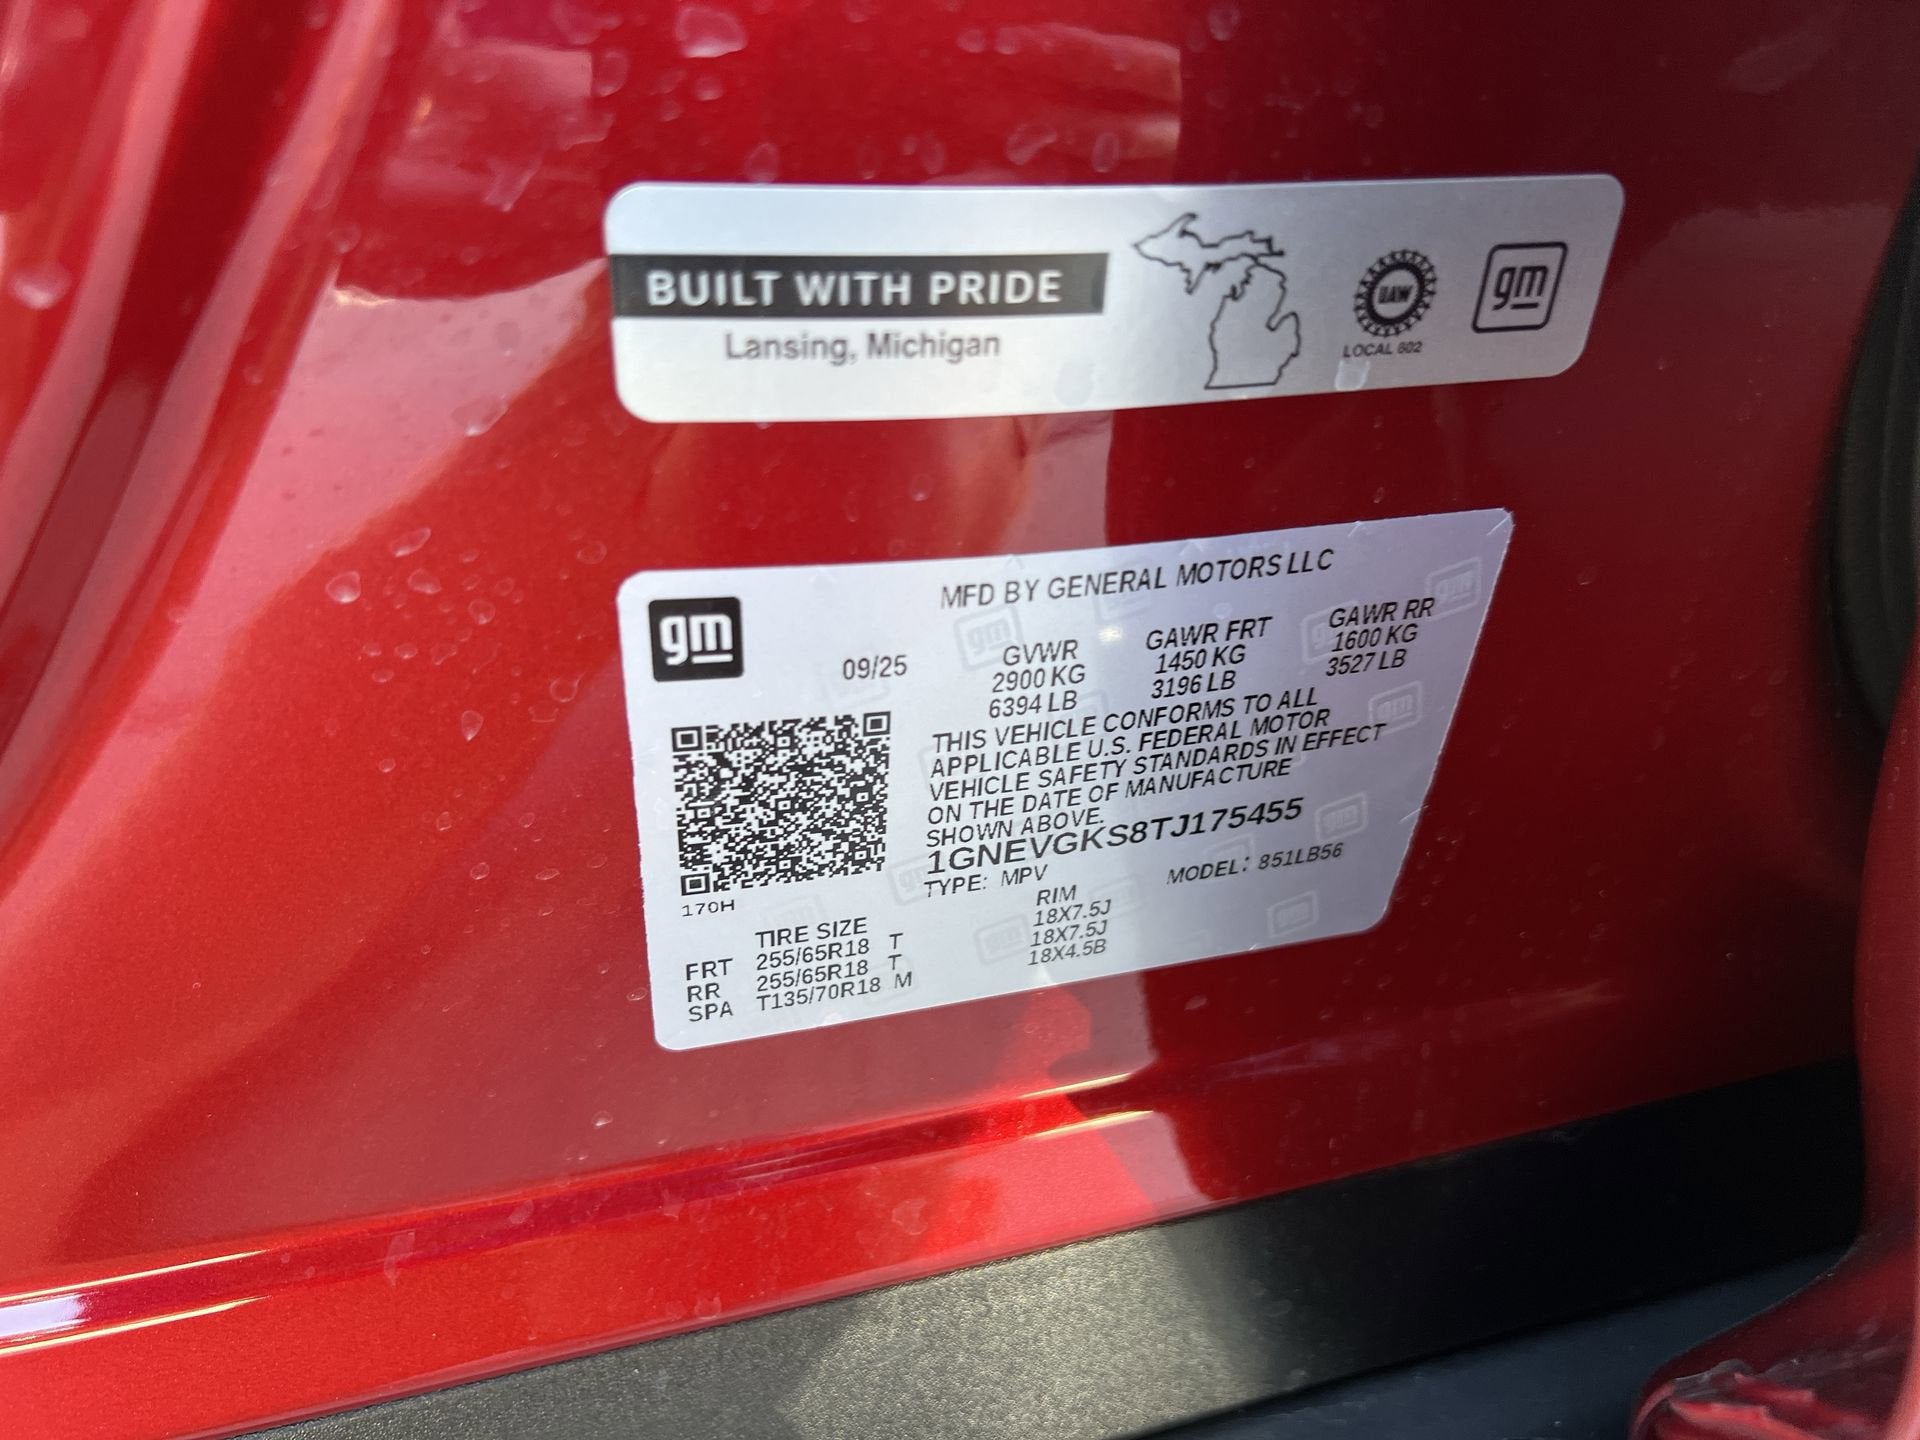 BUILT WITH PRIDE
Lansing, Michigan
UAW
LOCAL 602
gm
MFD BY GENERAL MOTORS LLC
gm
09/25
GVWR GAWR FRT GAWR RR
2900 KG 1450 KG 1600 KG
6394 LB 3196 LB 3527 LB
THIS VEHICLE CONFORMS TO ALL
APPLICABLE U.S. FEDERAL MOTOR
VEHICLE SAFETY STANDARDS IN EFFECT
ON THE DATE OF MANUFACTURE
SHOWN ABOVE.
1GNEVGKS8TJ175455
TYPE: MPV MODEL: 851LB56
170H
TIRE SIZE RIM
FRT 255/65R18 T 18X7.5J
RR 255/65R18 T 18X7.5J
SPA T135/70R18 M 18X4.5B